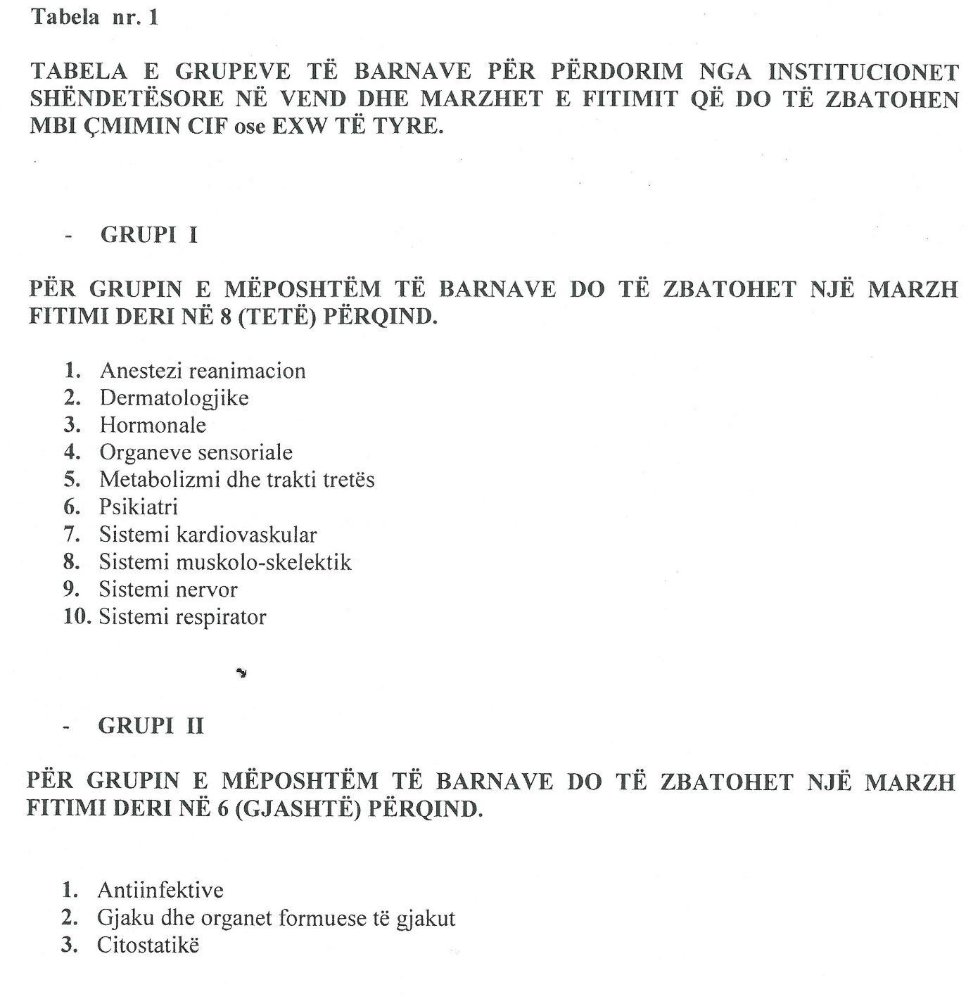 Tabela nr. 1
TABELA E GRUPEVE TË BARNAVE PËR PËRDORIM NGA INSTITUCIONET
SHËNDETËSORE NË VEND DHE MARZHET E FITIMIT QË DO TË ZBATOHEN
MBI ÇMIMIN CIF ose EXW TË TYRE.
- GRUPI I
PËR GRUPIN E MËPOSHTËM TË BARNAVE DO TË ZBATOHET NJË MARZH
FITIMI DERI NË 8 (TETË) PËRQIND.
1. Anestezi reanimacion
2. Dermatologjike
3. Hormonale
4. Organeve sensoriale
5. Metabolizmi dhe trakti tretës
6. Psikiatri
7. Sistemi kardiovaskular
8. Sistemi muskolo-skelektik
9. Sistemi nervor
10. Sistemi respirator
- GRUPI II
PËR GRUPIN E MËPOSHTËM TË BARNAVE DO TË ZBATOHET NJË MARZH
FITIMI DERI NË 6 (GJASHTË) PËRQIND.
1. Antiinfektive
2. Gjaku dhe organet formuese të gjakut
3. Citostatikë